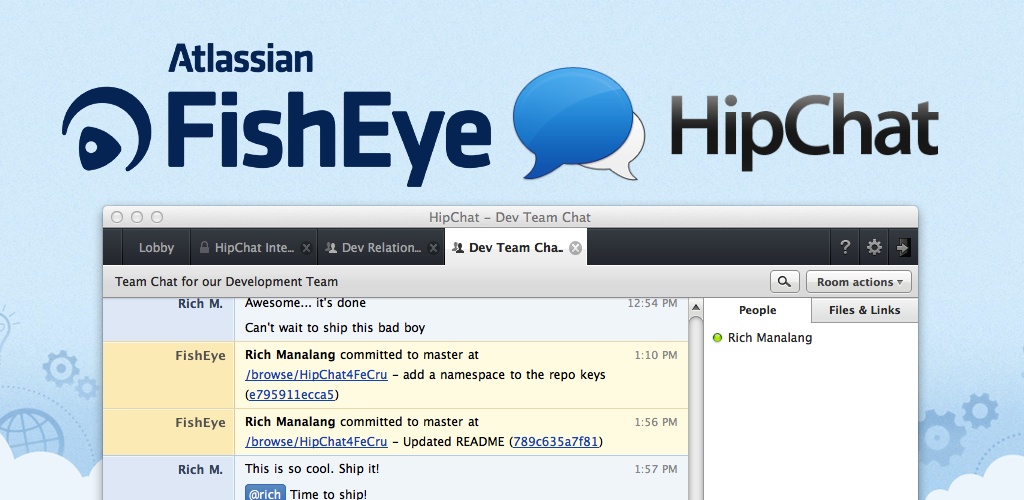 Atlassian
FishEye
HipChat
HipChat – Dev Team Chat
Lobby
HipChat Inte...
Dev Relation...
Dev Team Cha...
?
Team Chat for our Development Team
Room actions
Rich M.
Awesome... it's done
12:54 PM
Can't wait to ship this bad boy
People
Files & Links
Rich Manalang
FishEye
Rich Manalang committed to master at
1:10 PM
/browse/HipChat4FeCru – add a namespace to the repo keys
(e795911ecca5)
FishEye
Rich Manalang committed to master at
1:56 PM
/browse/HipChat4FeCru – Updated README (789c635a7f81)
Rich M.
This is so cool. Ship it!
1:57 PM
@rich Time to ship!